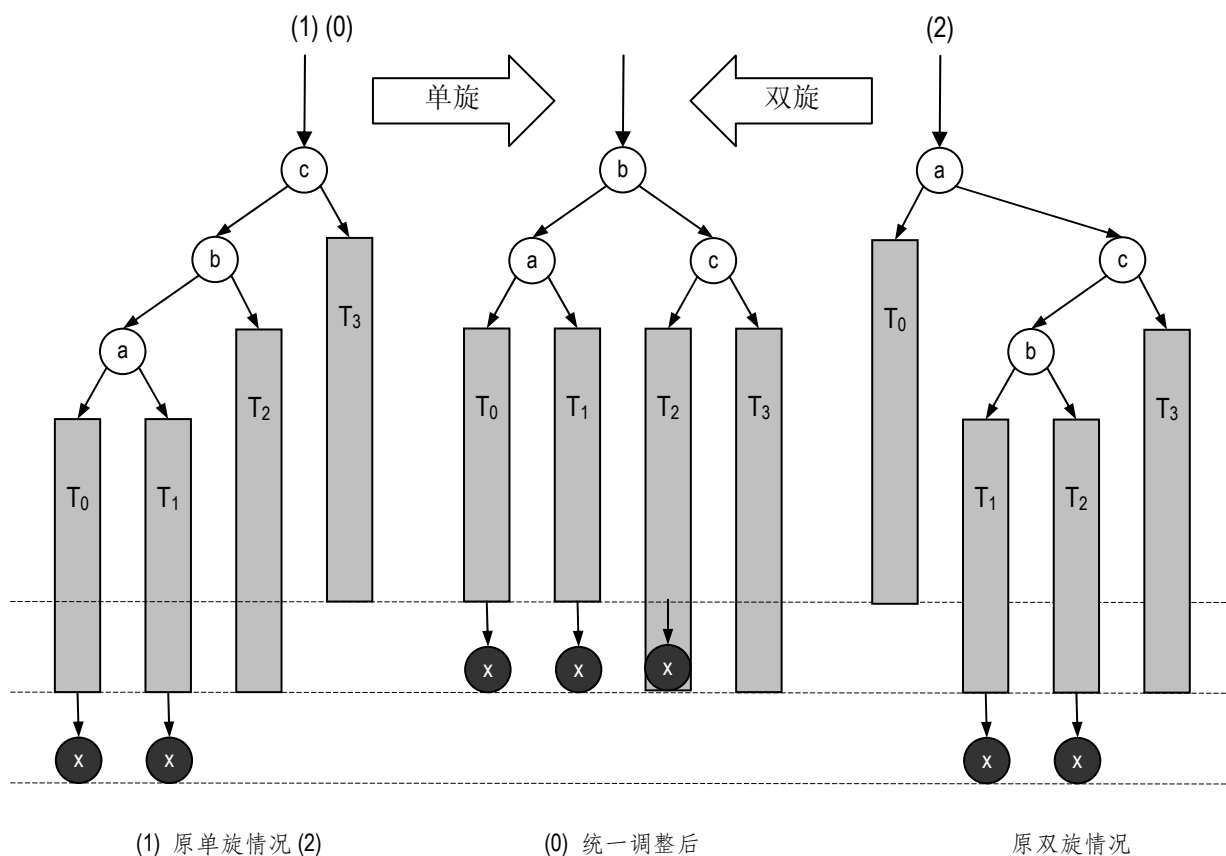 (1) (0)
(2)
单旋
双旋
c
b
a
b
a
c
T3
a
c
T0
T2
T0
T1
T2
T3
b
T3
T0
T1
T1
T2
x
x
x
x
x
x
x
(1) 原单旋情况 (2)
(0) 统一调整后
原双旋情况